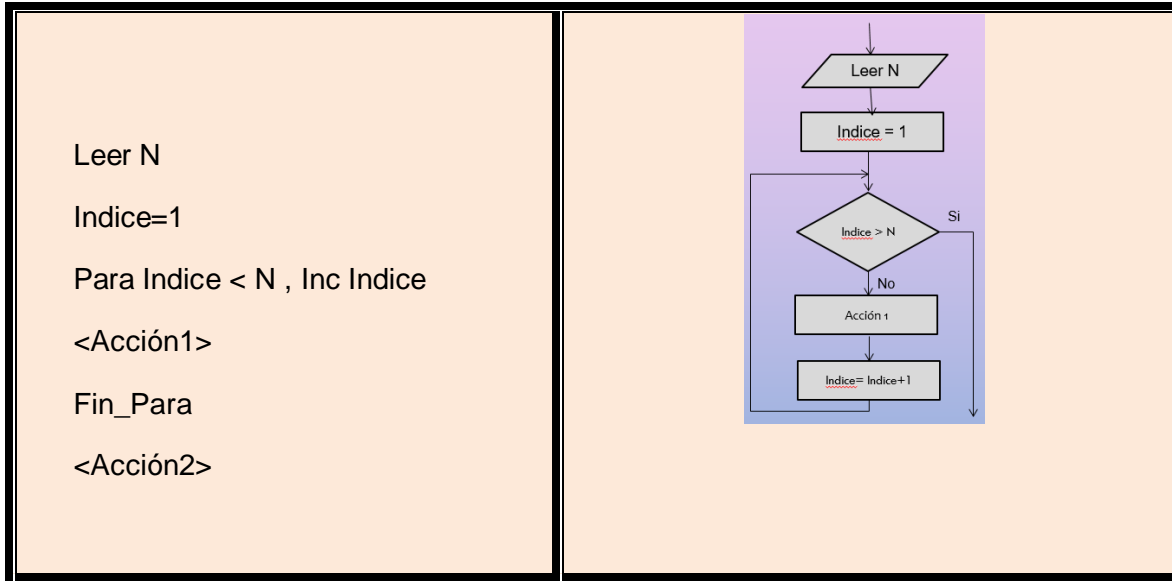 Leer N
Indice=1
Para Indice < N , Inc Indice
<Acción1>
Fin_Para
<Acción2>
Leer N
Indice = 1
Indice > N
Si
No
Acción 1
Indice= Indice+1